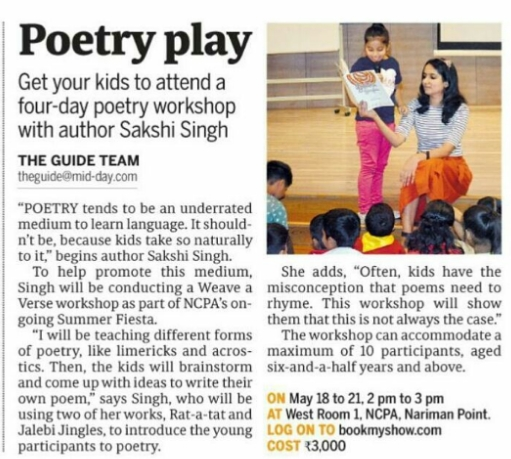 Poetry play
Get your kids to attend a
four-day poetry workshop
with author Sakshi Singh
THE GUIDE TEAM
theguide@mid-day.com
“POETRY tends to be an underrated
medium to learn language. It should-
n’t be, because kids take so naturally
to it,” begins author Sakshi Singh.
To help promote this medium,
Singh will be conducting a Weave a
Verse workshop as part of NCPA’s on-
going Summer Fiesta.
“I will be teaching different forms
of poetry, like limericks and acros-
tics. Then, the kids will brainstorm
and come up with ideas to write their
own poem,” says Singh, who will be
using two of her works, Rat-a-tat and
Jalebi Jingles, to introduce the young
participants to poetry.
She adds, “Often, kids have the
misconception that poems need to
rhyme. This workshop will show
them that this is not always the case.”
The workshop can accommodate a
maximum of 10 participants, aged
six-and-a-half years and above.
ON May 18 to 21, 2 pm to 3 pm
AT West Room 1, NCPA, Nariman Point.
LOG ON TO bookmyshow.com
COST ₹3,000